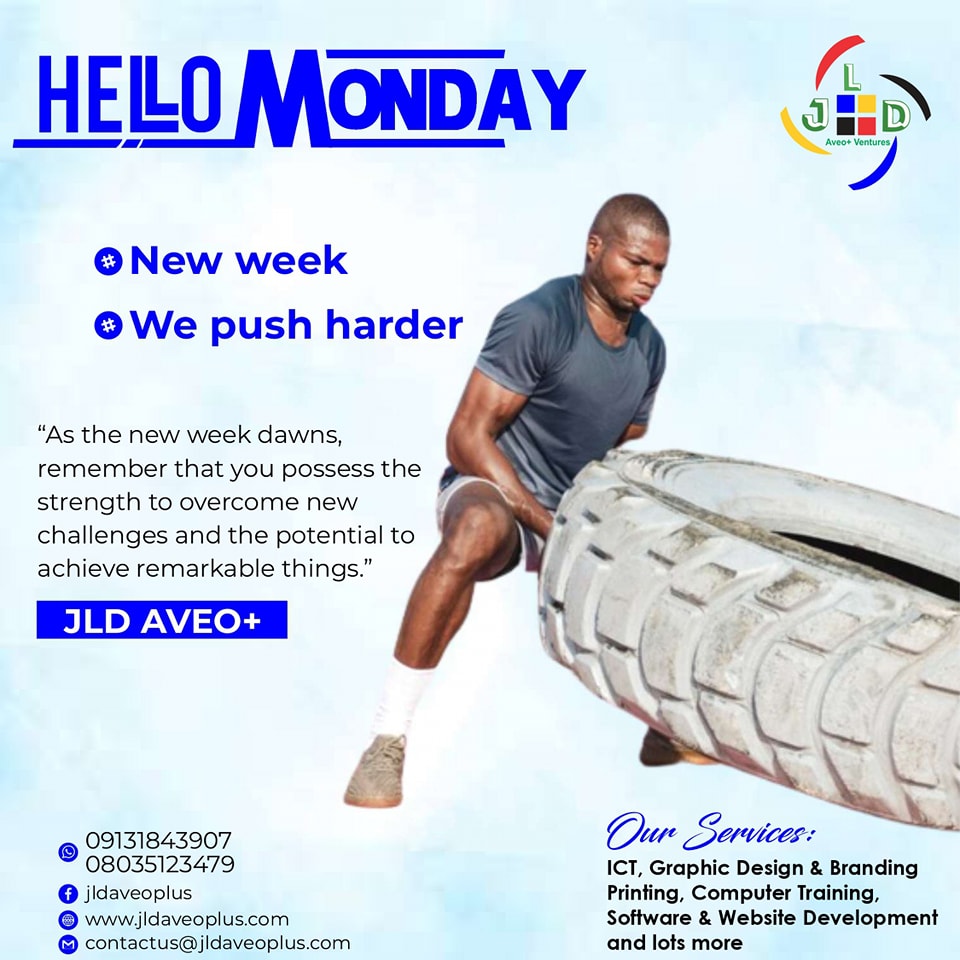 HELLO MONDAY
L
J D
Aveo+ Ventures
# New week
# We push harder
“As the new week dawns,
remember that you possess the
strength to overcome new
challenges and the potential to
achieve remarkable things.”
JLD AVEO+
09131843907
08035123479
jldaveoplus
www.jldaveoplus.com
contactus@jldaveoplus.com
Our Services:
ICT, Graphic Design & Branding
Printing, Computer Training,
Software & Website Development
and lots more